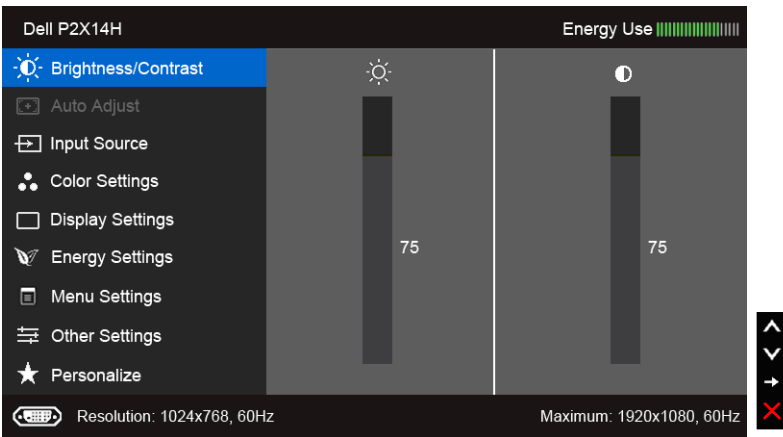 Dell P2X14H
Energy Use
Brightness/Contrast
Auto Adjust
Input Source
Color Settings
Display Settings
Energy Settings
Menu Settings
Other Settings
Personalize
75
75
Resolution: 1024x768, 60Hz
Maximum: 1920x1080, 60Hz